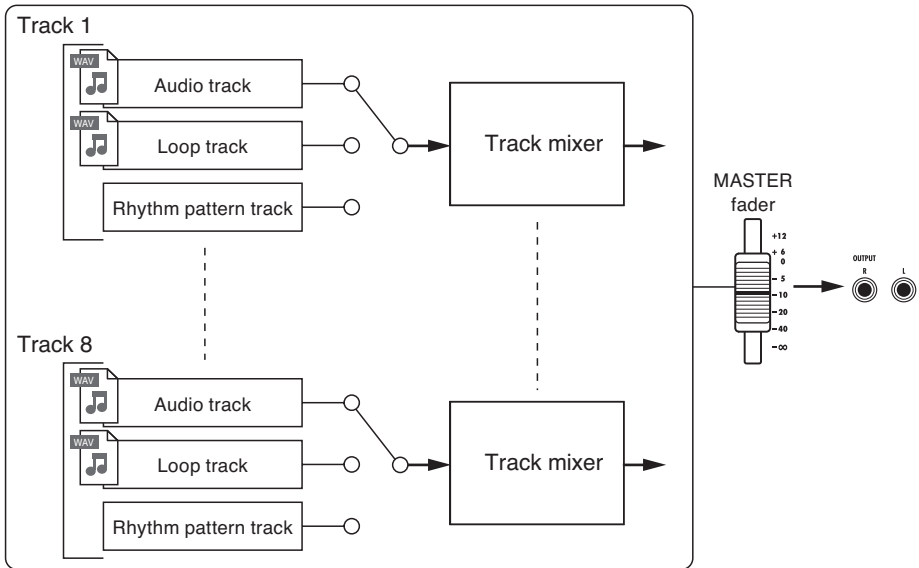 Track 1
WAV
Audio track
WAV
Loop track
Rhythm pattern track
Track mixer
Track 8
WAV
Audio track
WAV
Loop track
Rhythm pattern track
Track mixer
MASTER
fader
+12
+ 6
0
- 5
-10
-20
-40
-∞
OUTPUT
R L